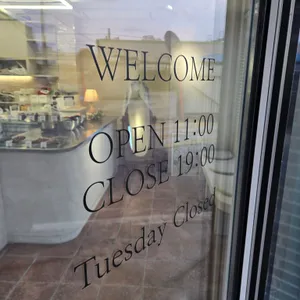 WELCOME
OPEN 11:00
CLOSE 19:00
Tuesday Closed